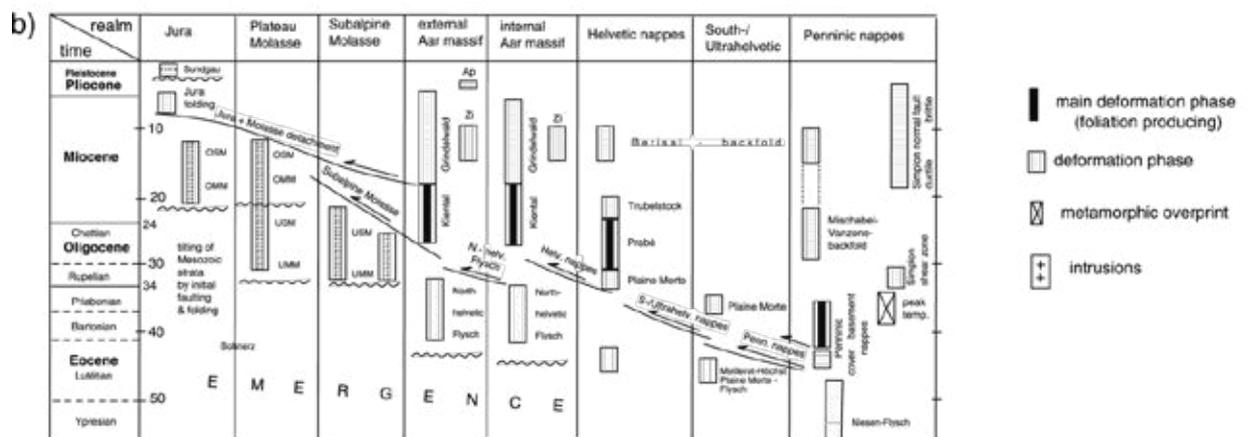 b)
realm
time
Jura
Plateau
Molasse
Subalpine
Molasse
external
Aar massif
internal
Aar massif
Helvetic nappes
South-/
Ultrahelvetic
Penninic nappes
Pleistocene
Pliocene
10
Miocene
20
24
Chattian
Oligocene
30
Rupelian
34
Priabonian
40
Bartonian
Eocene
Lutétian
50
Ypresian
Sundgau
Jura
folding
OSM
OMM
tilting of
Mesozoic
strata
by initial
faulting
& folding
Bohnerz
Jura + Molasse detachment
OSM
OMM
USM
UMM
Subalpine Molasse
USM
UMM
Grindelwald
Kiental
Ap
Zi
N.-helv.
Flysch
North
helvetic
Flysch
Grindelwald
Kiental
Zi
Helv. nappes
North-
helvetic
Flysch
Berisal - backfold
Trubelstock
Prabé
Plaine Morte
S-/Ultrahelv. nappes
Plaine Morte
Penn. nappes
Plaine Morte -
Flysch
Mischabel-
Vanzone-
backfold
Penninic
cover basement
nappes
Niesen-Flysch
Simplon normal fault
ductile brittle
Simplon
shear zone
peak
temp.
E M E R G E N C E
main deformation phase
(foliation producing)
deformation phase
metamorphic overprint
intrusions